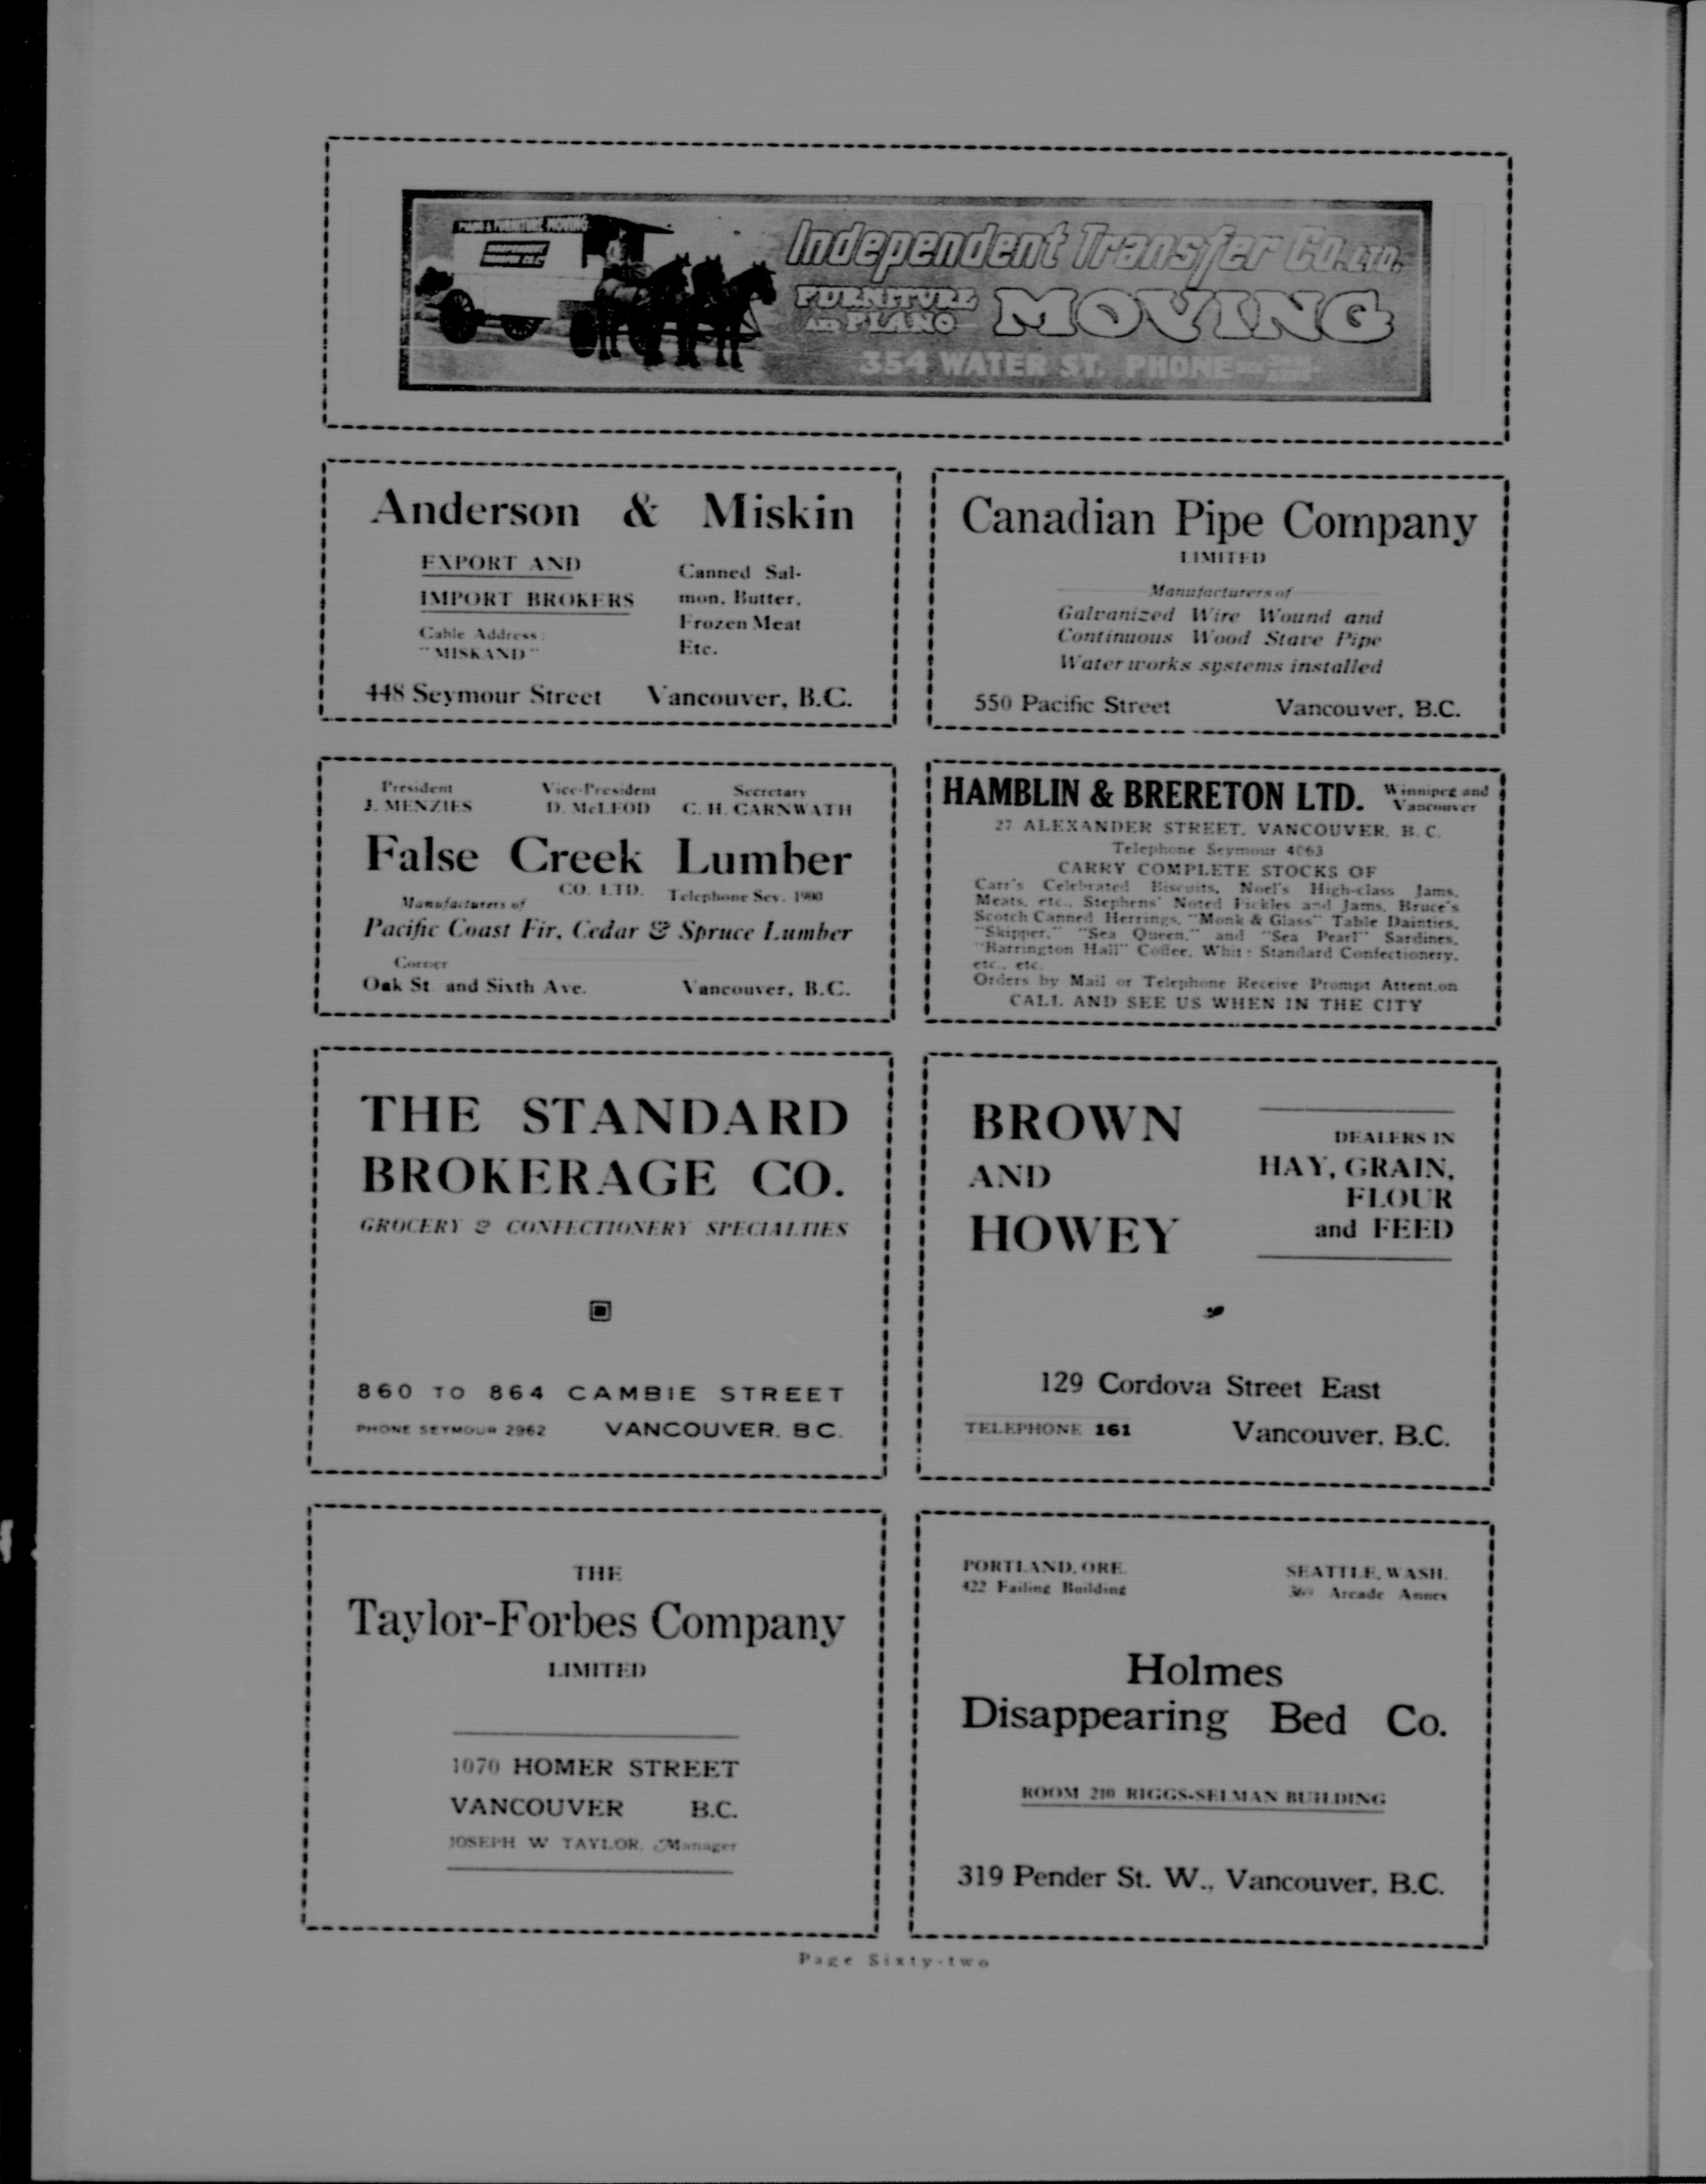 PIANO & FURNITURE MOVING
INDEPENDENT
TRANSFER CO. LTD
Independent Transfer Co. LTD.
FURNITURE
AND PIANO
MOVING
354 WATER ST. PHONE
Anderson & Miskin
EXPORT AND
IMPORT BROKERS
Cable Address:
"MISKAND"
Canned Sal-
mon, Butter,
Frozen Meat
Etc.
448 Seymour Street Vancouver, B.C.
Canadian Pipe Company
LIMITED
Manufacturers of
Galvanized Wire Wound and
Continuous Wood Stave Pipe
Waterworks systems installed
550 Pacific Street Vancouver, B.C.
President Vice-President Secretary
J. MENZIES D. McLEOD C. H. CARNWATH
False Creek Lumber
CO. LTD. Telephone Sey. 1900
Manufacturers of
Pacific Coast Fir, Cedar & Spruce Lumber
Corner
Oak St. and Sixth Ave. Vancouver, B.C.
HAMBLIN & BRERETON LTD. Winnipeg and
Vancouver
27 ALEXANDER STREET, VANCOUVER, B. C.
Telephone Seymour 4063
CARRY COMPLETE STOCKS OF
Carr's Celebrated Biscuits, Noel's High-class Jams,
Meats, etc., Stephens' Noted Pickles and Jams, Bruce's
Scotch Canned Herrings, "Monk & Glass" Table Dainties,
"Skipper," "Sea Queen," and "Sea Pearl" Sardines,
"Barrington Hall" Coffee, White Standard Confectionery,
etc., etc.
Orders by Mail or Telephone Receive Prompt Attention
CALL AND SEE US WHEN IN THE CITY
THE STANDARD
BROKERAGE CO.
GROCERY & CONFECTIONERY SPECIALTIES
860 TO 864 CAMBIE STREET
PHONE SEYMOUR 2962 VANCOUVER, B.C.
BROWN
AND
HOWEY
DEALERS IN
HAY, GRAIN,
FLOUR
and FEED
129 Cordova Street East
TELEPHONE 161 Vancouver, B.C.
THE
Taylor-Forbes Company
LIMITED
1070 HOMER STREET
VANCOUVER B.C.
JOSEPH W. TAYLOR, Manager
PORTLAND, ORE.
422 Failing Building
SEATTLE, WASH.
Arcade Annex
Holmes
Disappearing Bed Co.
ROOM 210 RIGGS-SELMAN BUILDING
319 Pender St. W., Vancouver, B.C.
Page Sixty-two